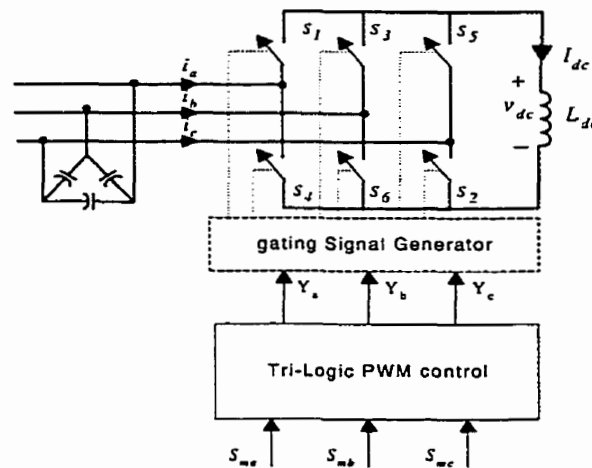 S1 S3 S5
Idc
ia
+
ib
vdc Ldc
ic
−
S4 S6 S2
gating Signal Generator
Ya Yb Yc
Tri-Logic PWM control
Sma Smb Smc